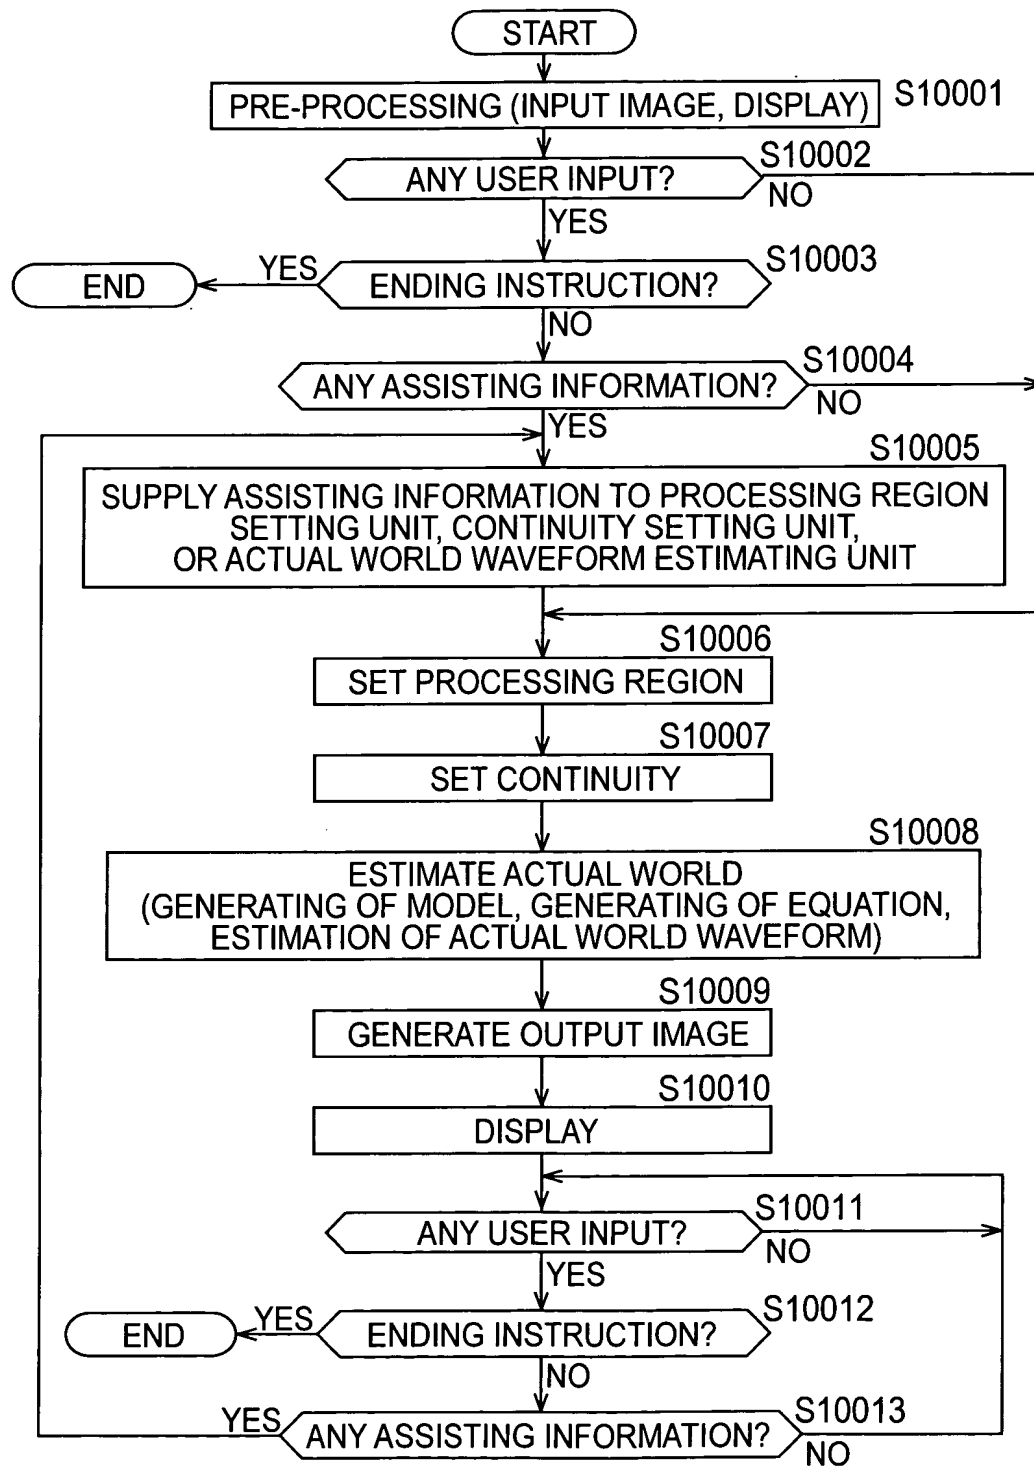 START
PRE-PROCESSING (INPUT IMAGE, DISPLAY)
S10001
ANY USER INPUT?
S10002
NO
YES
ENDING INSTRUCTION?
S10003
YES
END
NO
ANY ASSISTING INFORMATION?
S10004
NO
YES
S10005
SUPPLY ASSISTING INFORMATION TO PROCESSING REGION
SETTING UNIT, CONTINUITY SETTING UNIT,
OR ACTUAL WORLD WAVEFORM ESTIMATING UNIT
S10006
SET PROCESSING REGION
S10007
SET CONTINUITY
S10008
ESTIMATE ACTUAL WORLD
(GENERATING OF MODEL, GENERATING OF EQUATION,
ESTIMATION OF ACTUAL WORLD WAVEFORM)
S10009
GENERATE OUTPUT IMAGE
S10010
DISPLAY
S10011
ANY USER INPUT?
NO
YES
S10012
ENDING INSTRUCTION?
YES
END
NO
S10013
ANY ASSISTING INFORMATION?
YES
NO